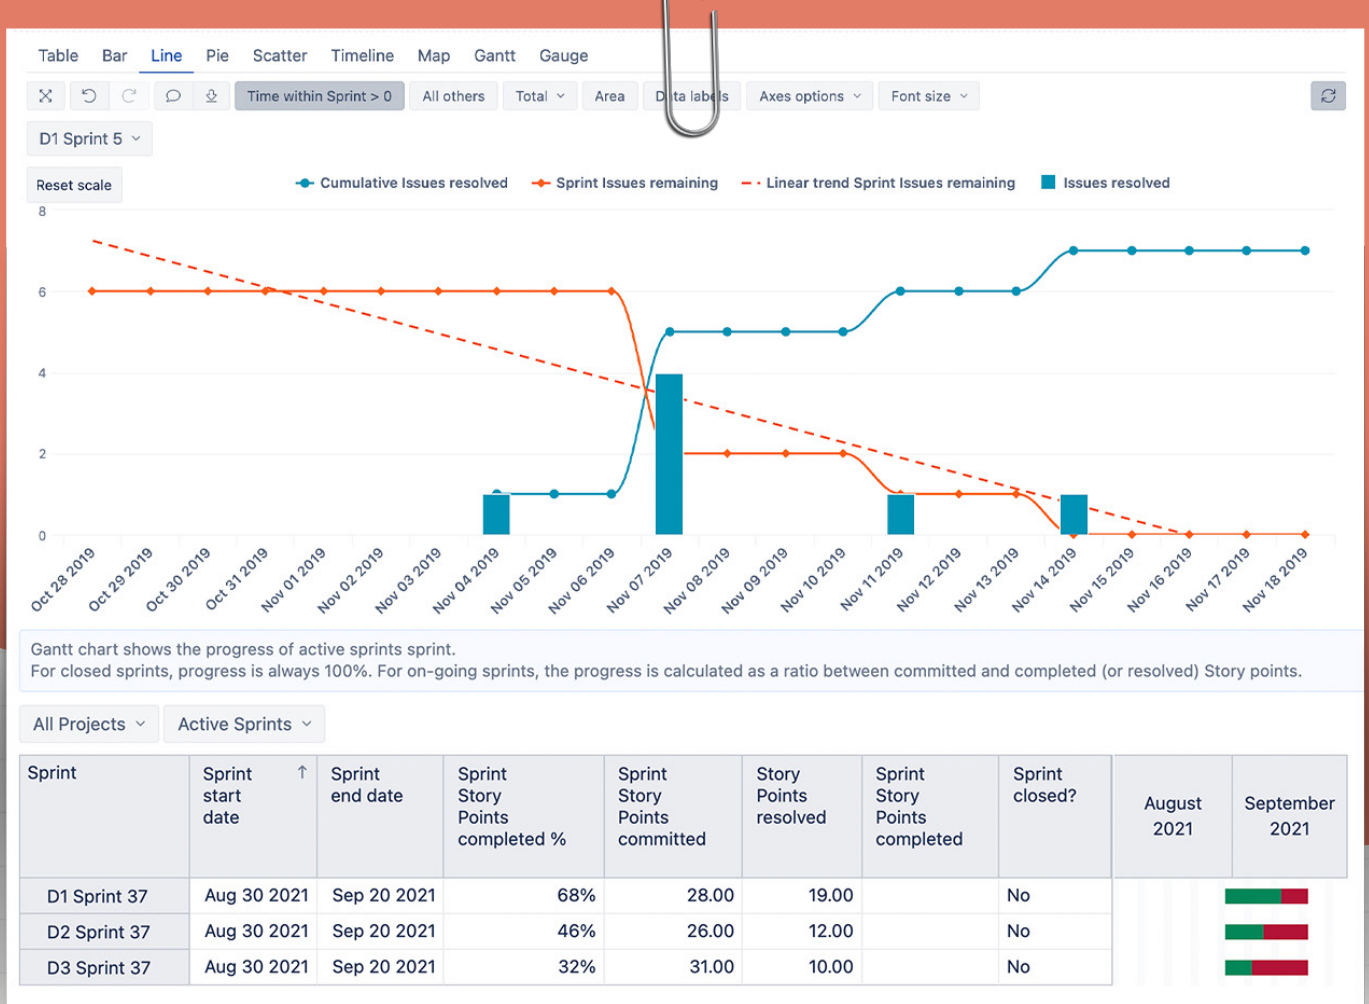 Table Bar Line Pie Scatter Timeline Map Gantt Gauge
Time within Sprint > 0 All others Total Area Data labels Axes options Font size
D1 Sprint 5
Reset scale
Cumulative Issues resolved Sprint Issues remaining Linear trend Sprint Issues remaining Issues resolved
8
6
4
2
0
Oct 28 2019 Oct 29 2019 Oct 30 2019 Oct 31 2019 Nov 01 2019 Nov 02 2019 Nov 03 2019 Nov 04 2019 Nov 05 2019 Nov 06 2019 Nov 07 2019 Nov 08 2019 Nov 09 2019 Nov 10 2019 Nov 11 2019 Nov 12 2019 Nov 13 2019 Nov 14 2019 Nov 15 2019 Nov 16 2019 Nov 17 2019 Nov 18 2019
Gantt chart shows the progress of active sprints sprint.
For closed sprints, progress is always 100%. For on-going sprints, the progress is calculated as a ratio between committed and completed (or resolved) Story points.
All Projects Active Sprints
Sprint
Sprint
start
date
Sprint
end date
Sprint
Story
Points
completed %
Sprint
Story
Points
committed
Story
Points
resolved
Sprint
Story
Points
completed
Sprint
closed?
August
2021
September
2021
D1 Sprint 37 Aug 30 2021 Sep 20 2021 68% 28.00 19.00 No
D2 Sprint 37 Aug 30 2021 Sep 20 2021 46% 26.00 12.00 No
D3 Sprint 37 Aug 30 2021 Sep 20 2021 32% 31.00 10.00 No